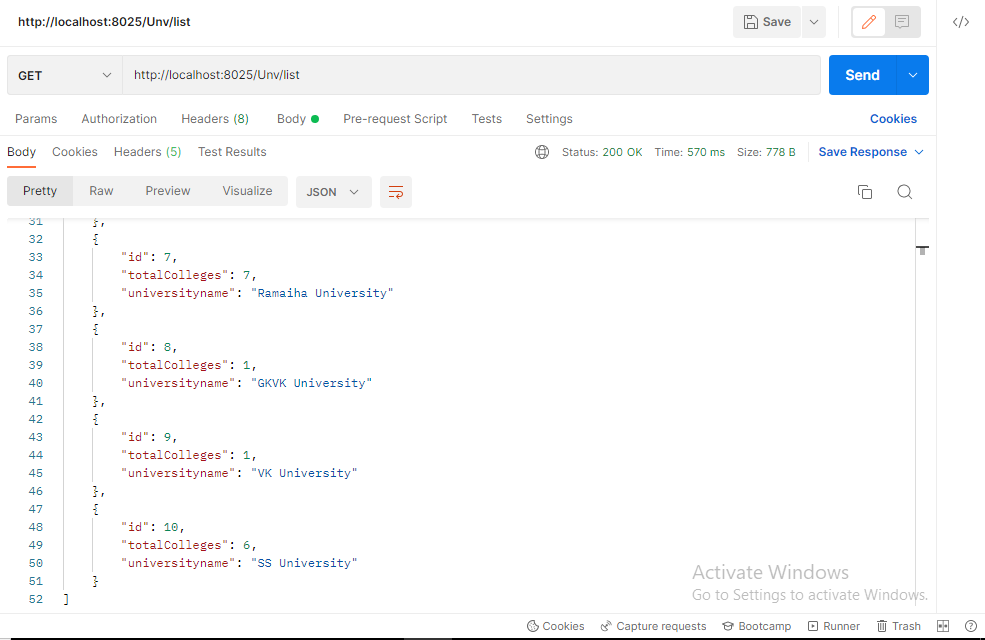 http://localhost:8025/Unv/list Save
GET http://localhost:8025/Unv/list Send
Params Authorization Headers (8) Body Pre-request Script Tests Settings Cookies
Body Cookies Headers (5) Test Results Status: 200 OK Time: 570 ms Size: 778 B Save Response
Pretty Raw Preview Visualize JSON
31 },
32 {
33 "id": 7,
34 "totalColleges": 7,
35 "universityname": "Ramaiha University"
36 },
37 {
38 "id": 8,
39 "totalColleges": 1,
40 "universityname": "GKVK University"
41 },
42 {
43 "id": 9,
44 "totalColleges": 1,
45 "universityname": "VK University"
46 },
47 {
48 "id": 10,
49 "totalColleges": 6,
50 "universityname": "SS University"
51 }
52 ]
Activate Windows
Go to Settings to activate Windows.
Cookies Capture requests Bootcamp Runner Trash